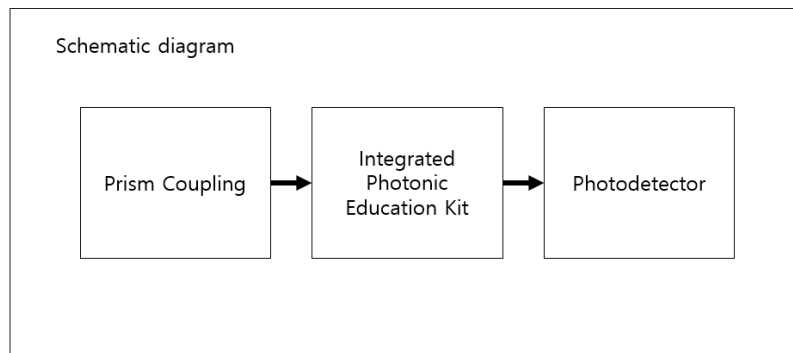 Schematic diagram
Prism Coupling
Integrated
Photonic
Education Kit
Photodetector